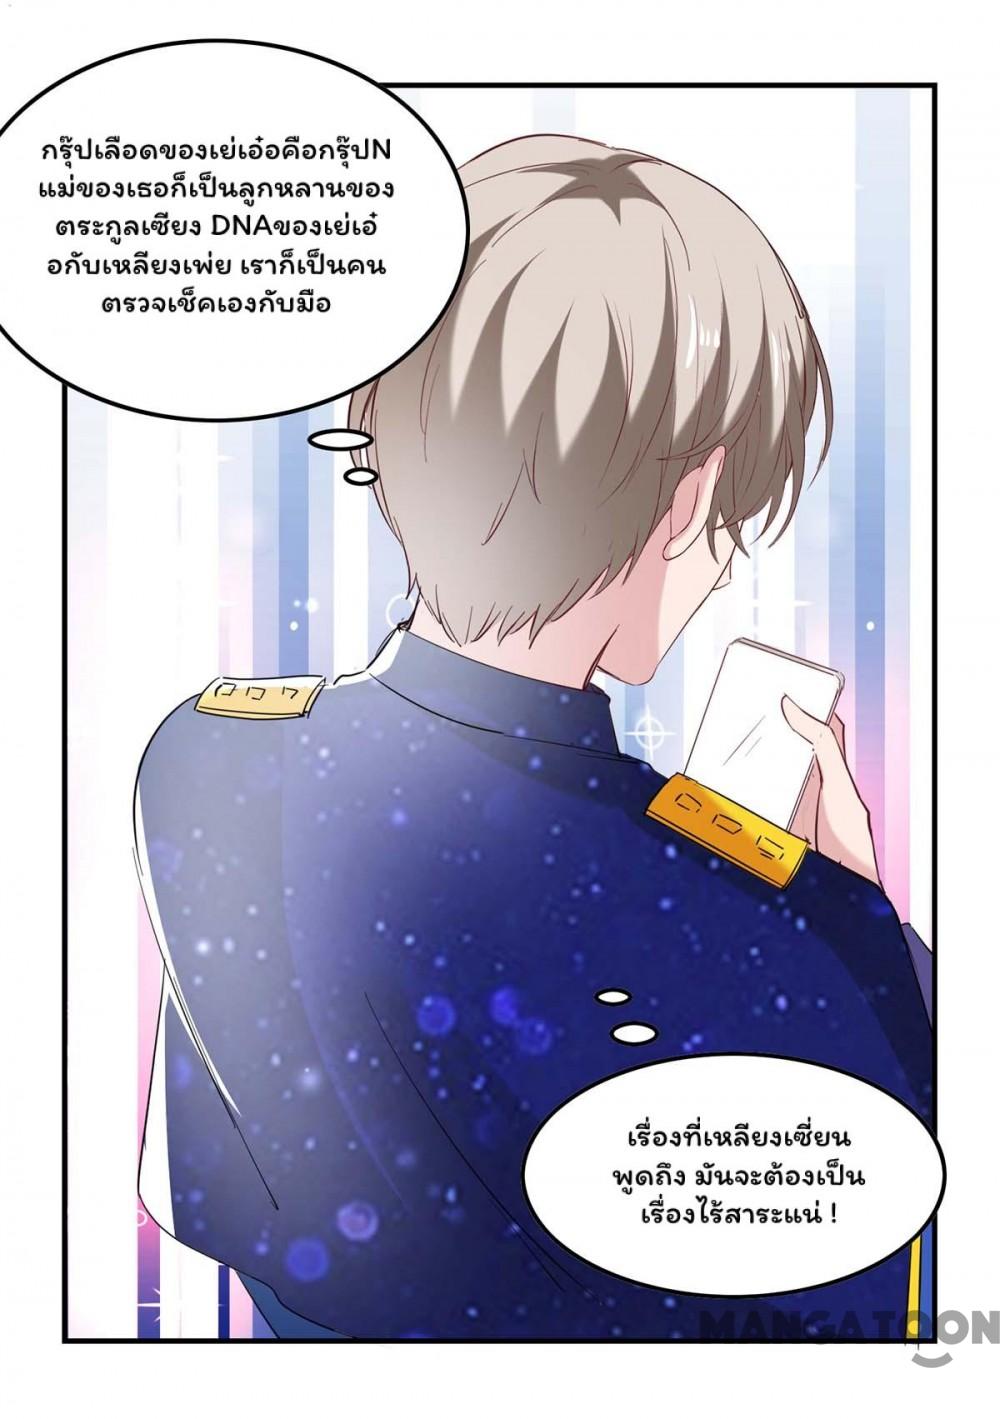 กรุ๊ปเลือดของเย่เอ๋อคือกรุ๊ปN
แม่ของเธอก็เป็นลูกหลานของ
ตระกูลเซียง DNAของเย่เอ๋
อกับเหลียงเฟย เราก็เป็นคน
ตรวจเช็คเองกับมือ
เรื่องที่เหลียงเซี่ยน
พูดถึง มันจะต้องเป็น
เรื่องไร้สาระแน่ !
MANGATOON